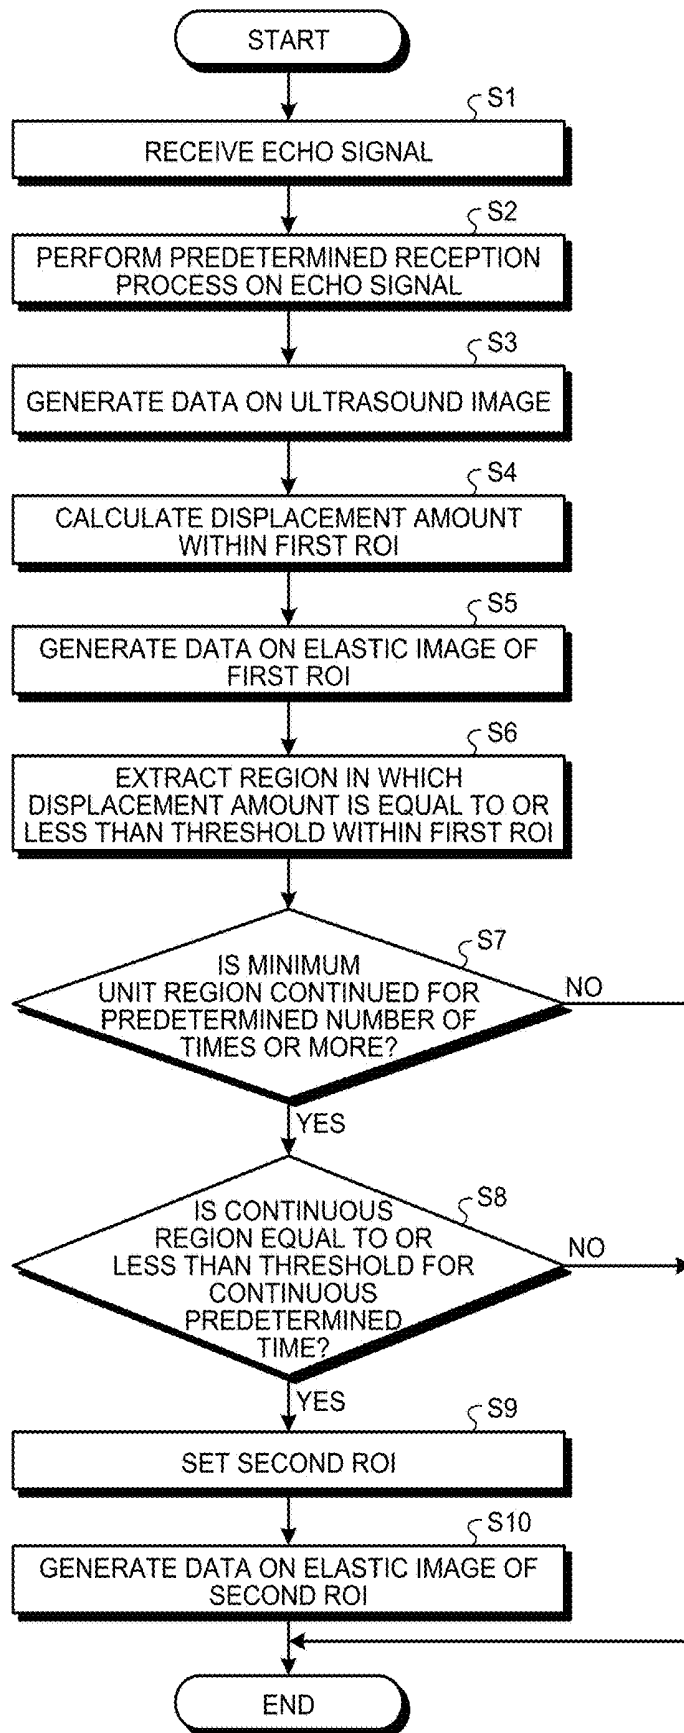 START
S1
RECEIVE ECHO SIGNAL
S2
PERFORM PREDETERMINED RECEPTION
PROCESS ON ECHO SIGNAL
S3
GENERATE DATA ON ULTRASOUND IMAGE
S4
CALCULATE DISPLACEMENT AMOUNT
WITHIN FIRST ROI
S5
GENERATE DATA ON ELASTIC IMAGE OF
FIRST ROI
S6
EXTRACT REGION IN WHICH
DISPLACEMENT AMOUNT IS EQUAL TO OR
LESS THAN THRESHOLD WITHIN FIRST ROI
S7
IS MINIMUM
UNIT REGION CONTINUED FOR
PREDETERMINED NUMBER OF
TIMES OR MORE?
NO
YES
S8
IS CONTINUOUS
REGION EQUAL TO OR
LESS THAN THRESHOLD FOR
CONTINUOUS
PREDETERMINED
TIME?
NO
YES
S9
SET SECOND ROI
S10
GENERATE DATA ON ELASTIC IMAGE OF
SECOND ROI
END